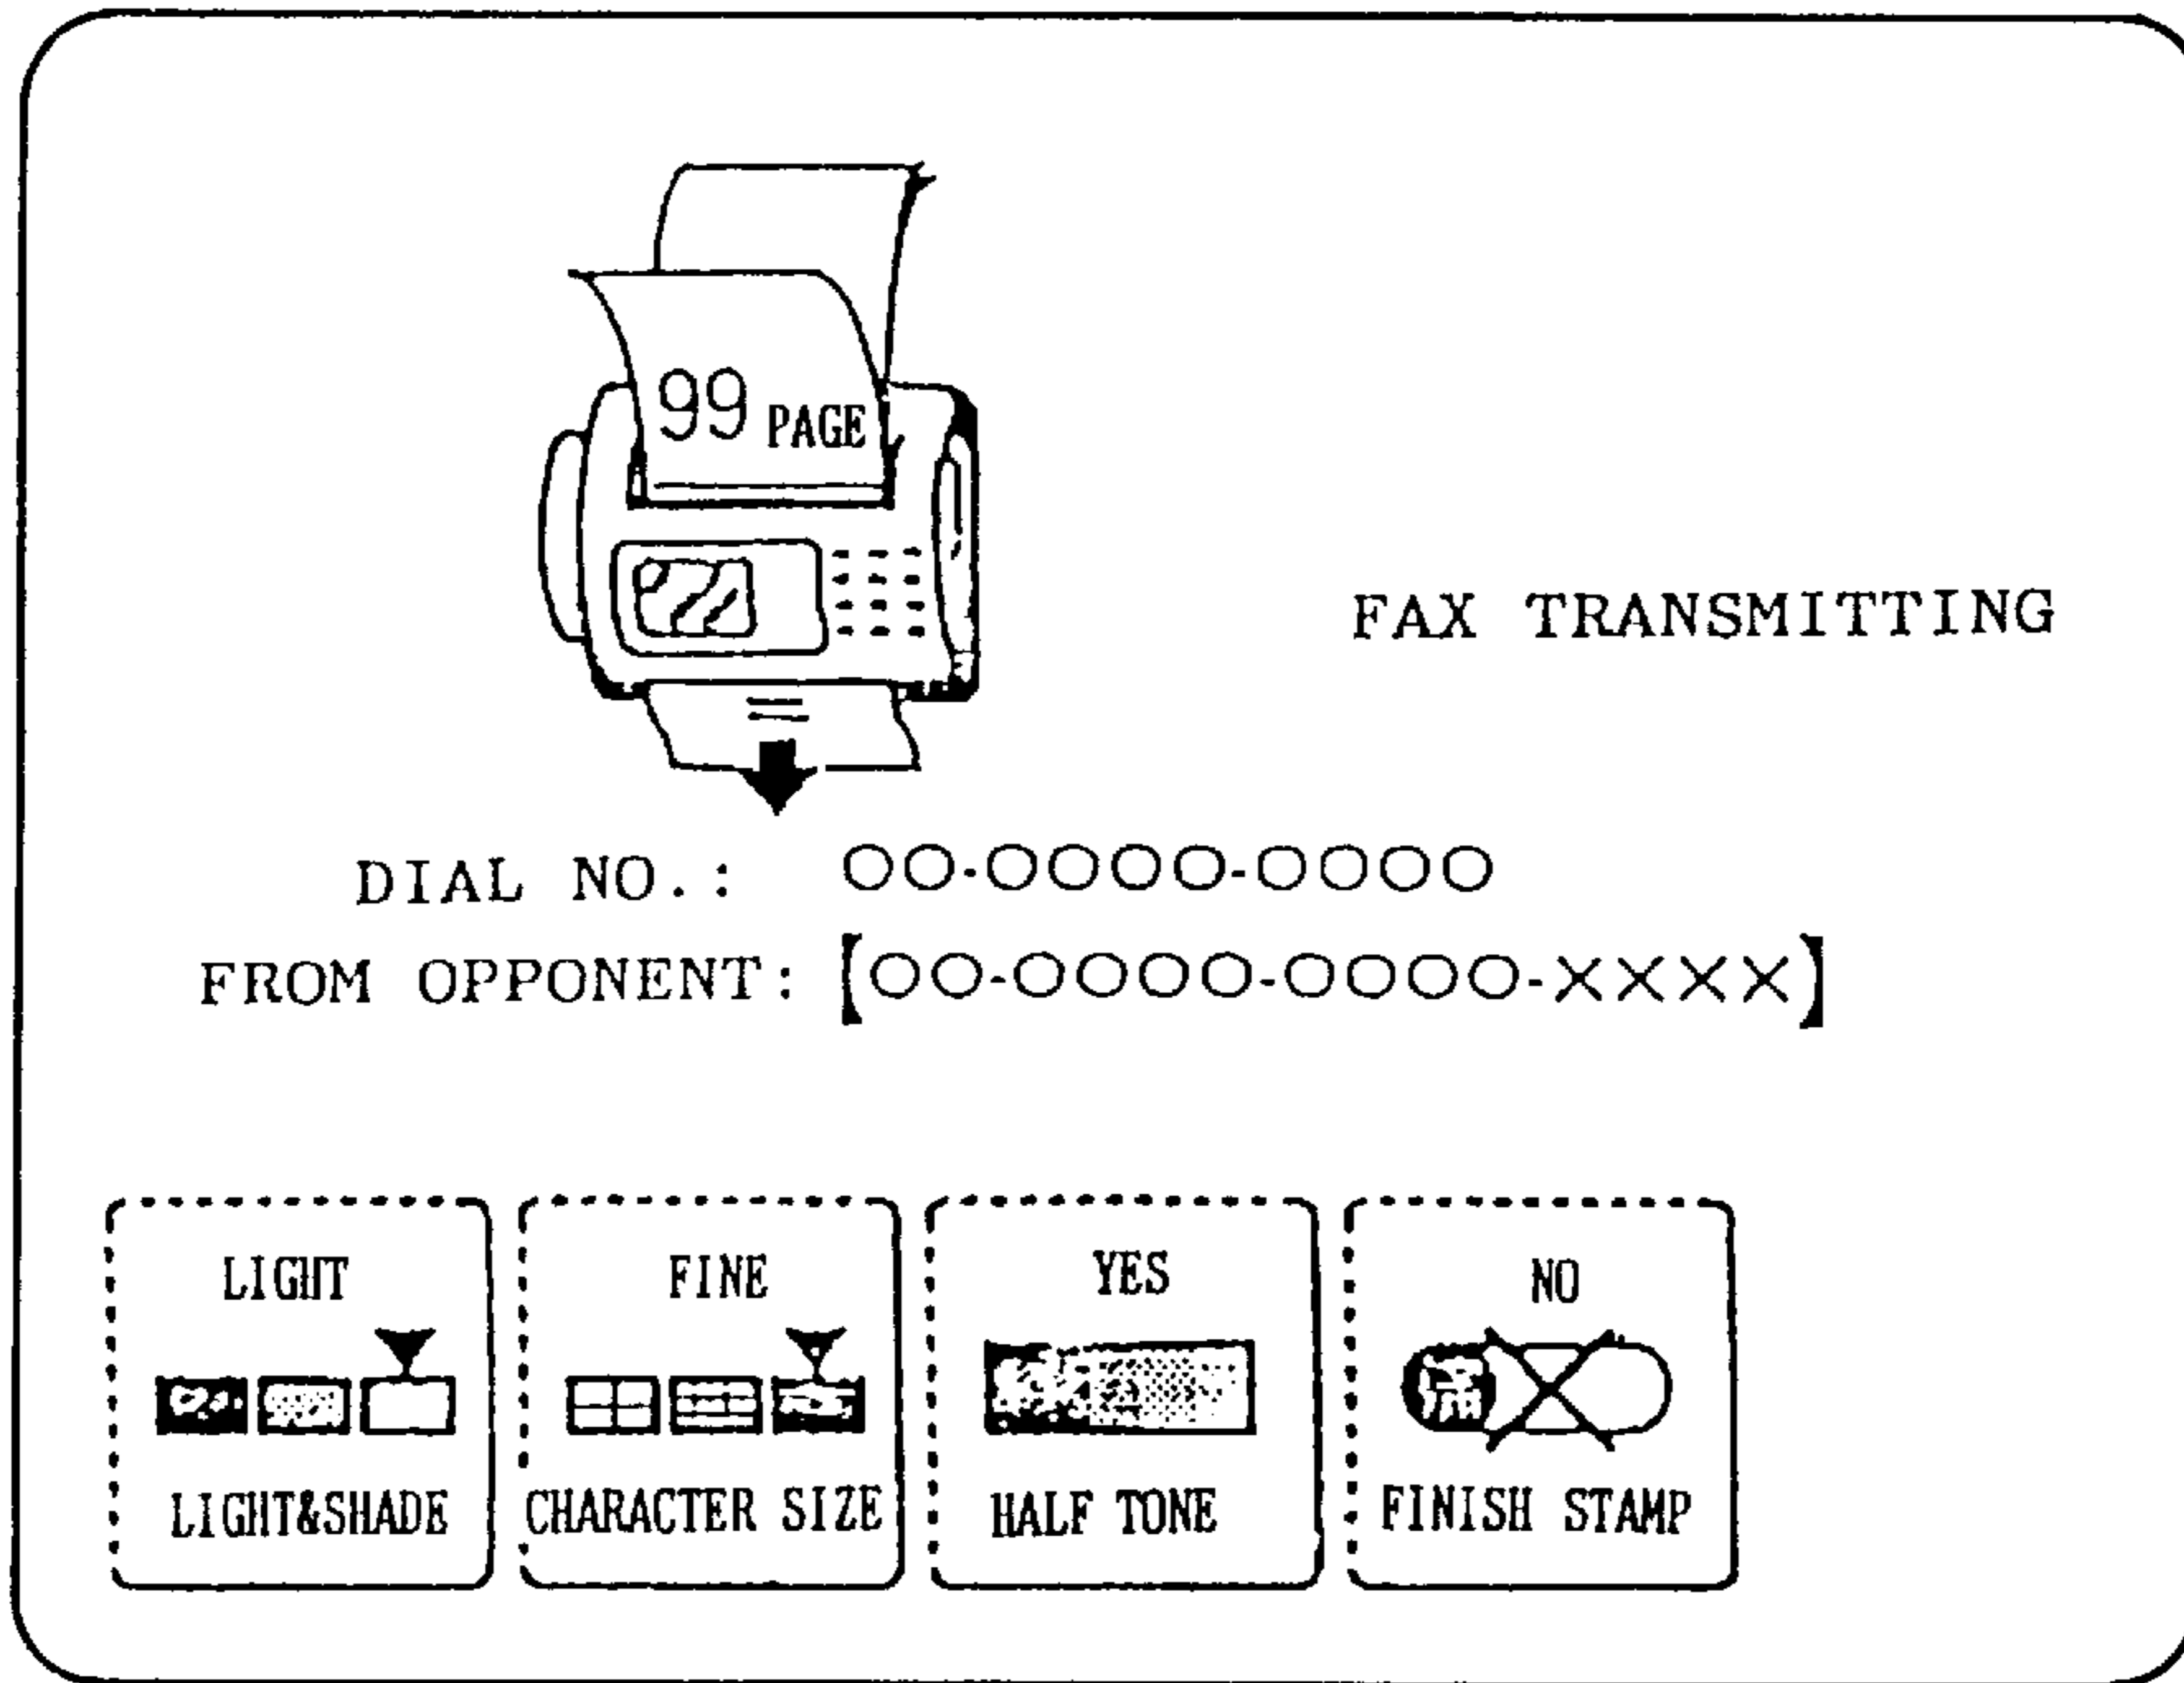 99 PAGE
FAX TRANSMITTING
DIAL NO.: OO-OOOO-OOOO
FROM OPPONENT: [OO-OOOO-OOOO-XXXX]
LIGHT
LIGHT&SHADE
FINE
CHARACTER SIZE
YES
HALF TONE
NO
FINISH STAMP